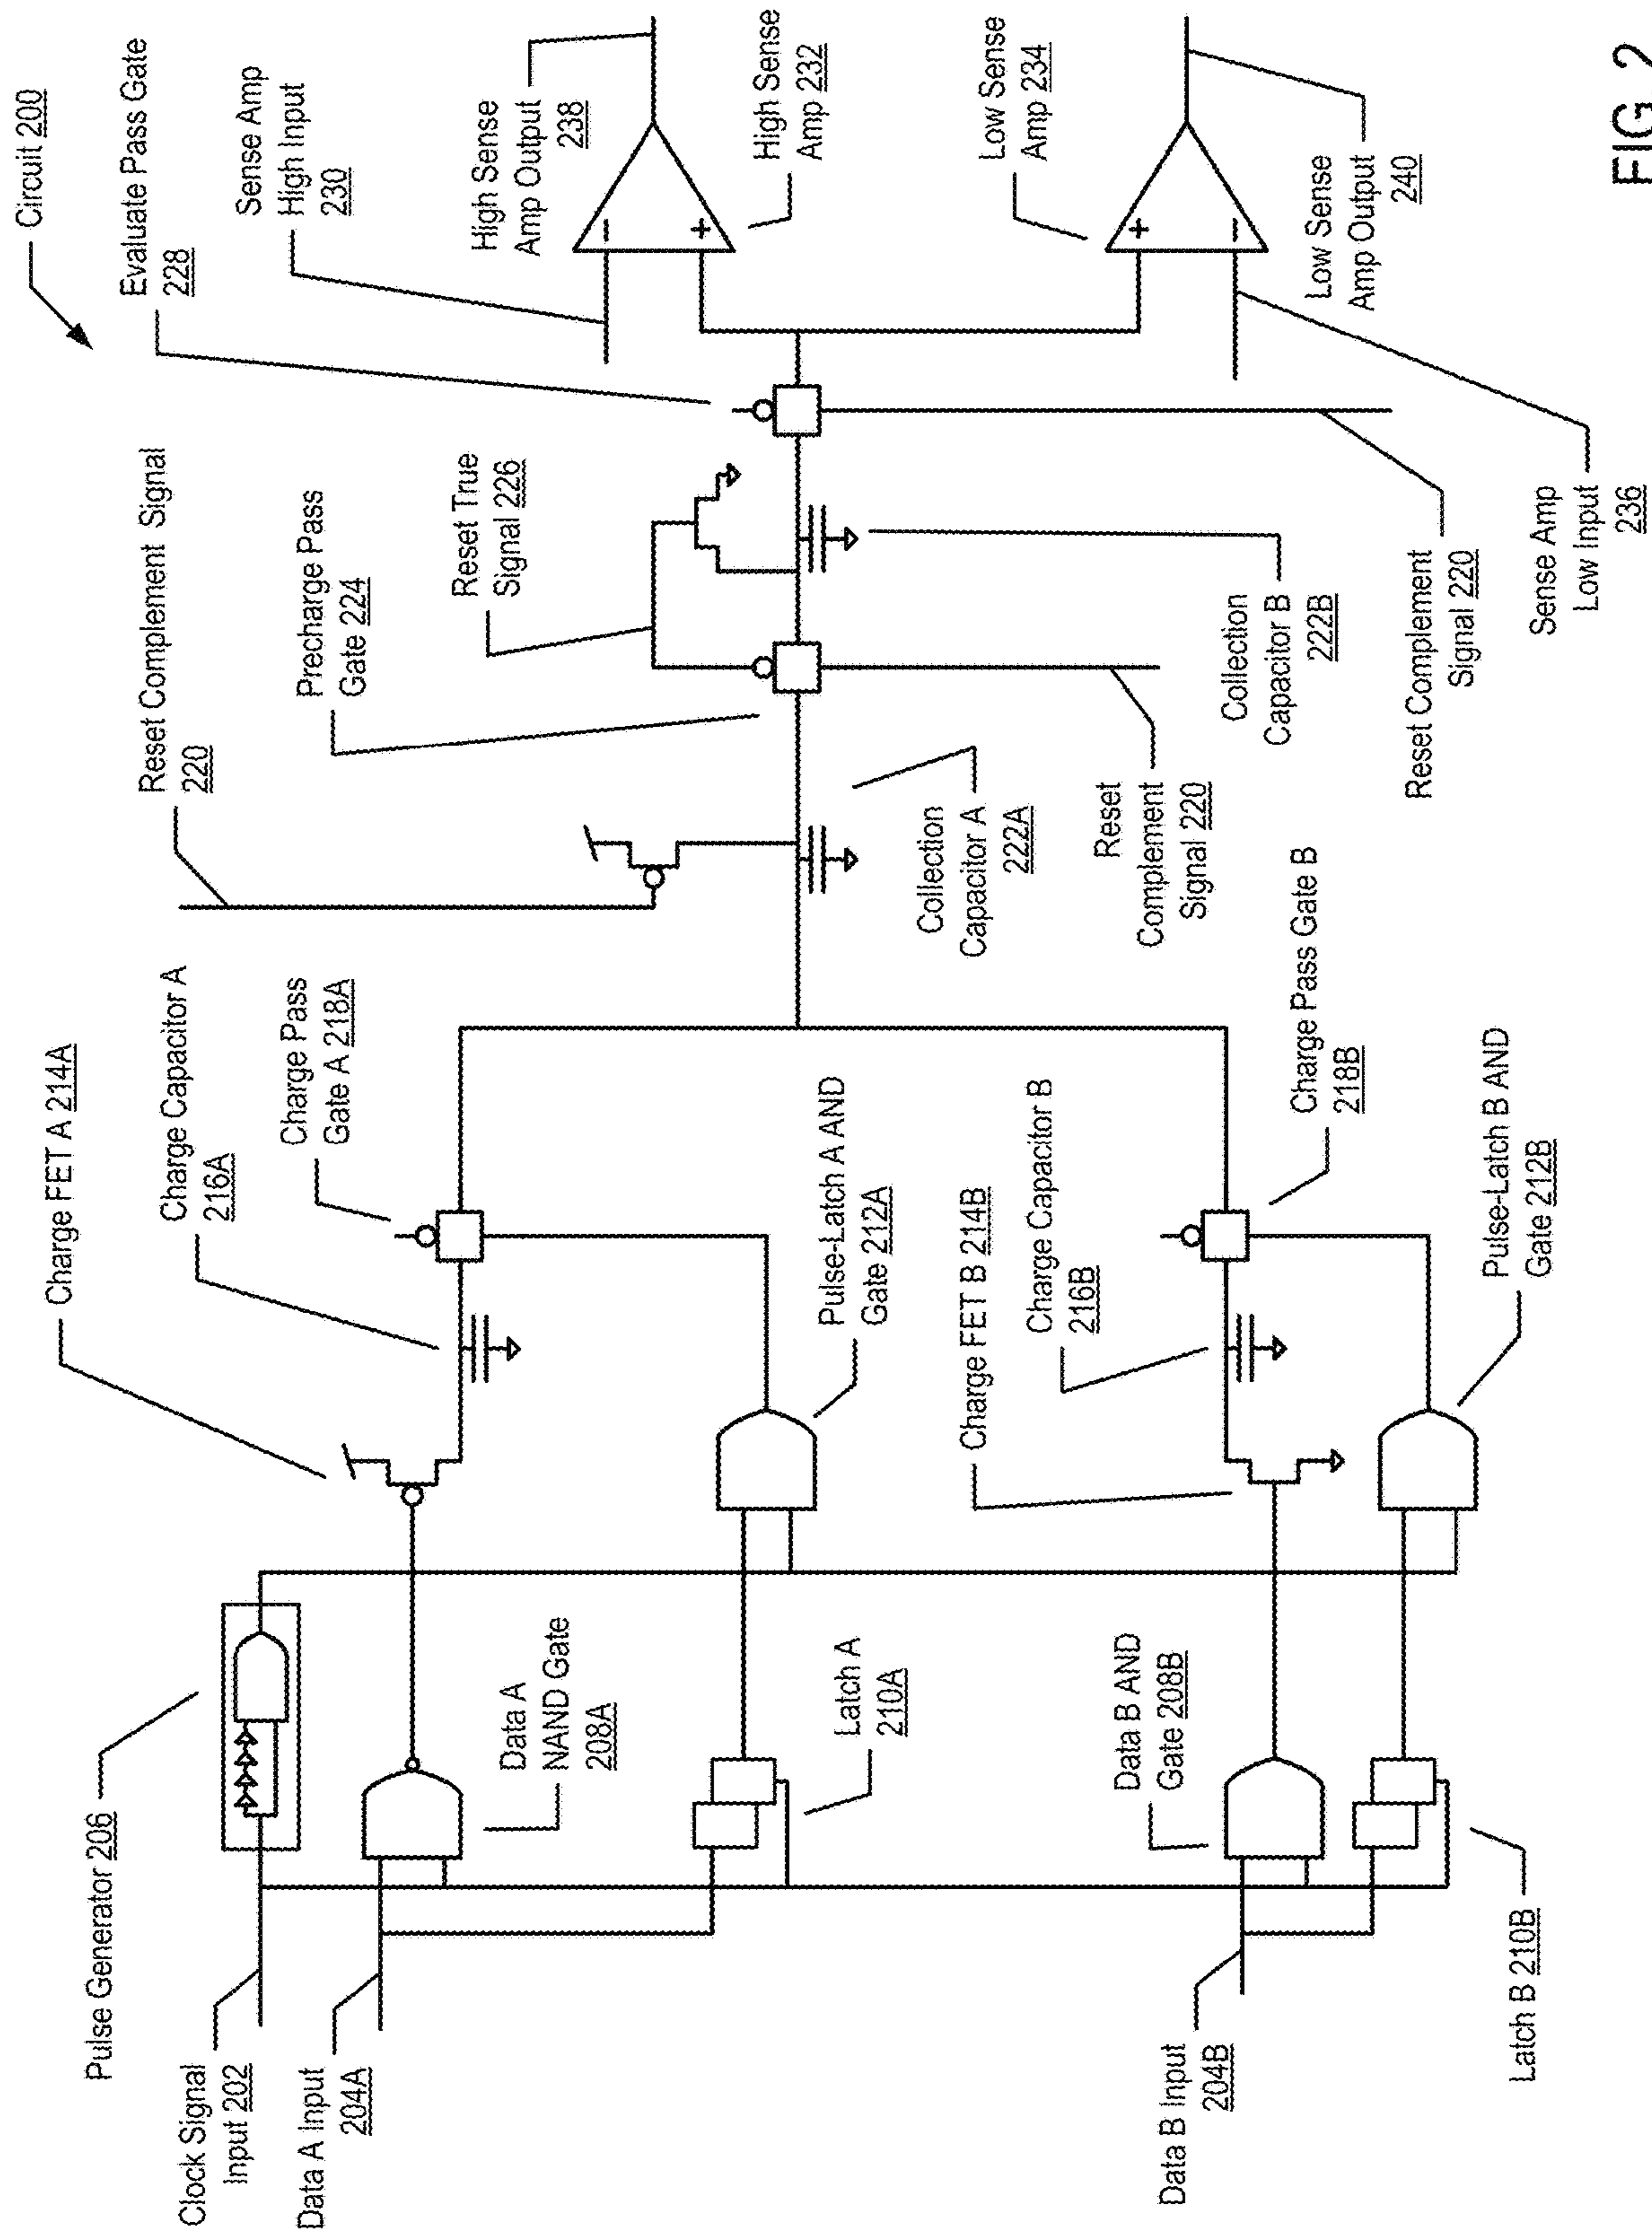 Circuit 200
Evaluate Pass Gate
228
Sense Amp
High Input
230
High Sense
Amp Output
238
High Sense
Amp 232
Low Sense
Amp 234
Low Sense
Amp Output
240
Sense Amp
Low Input
236
Reset Complement Signal
220
Precharge Pass
Gate 224
Reset True
Signal 226
Collection
Capacitor B
222B
Reset Complement
Signal 220
Collection
Capacitor A
222A
Reset
Complement
Signal 220
Charge FET A 214A
Charge Capacitor A
216A
Charge Pass
Gate A 218A
Pulse-Latch A AND
Gate 212A
Charge FET B 214B
Charge Capacitor B
216B
Charge Pass Gate B
218B
Pulse-Latch B AND
Gate 212B
Pulse Generator 206
Clock Signal
Input 202
Data A Input
204A
Data A
NAND Gate
208A
Latch A
210A
Data B AND
Gate 208B
Data B Input
204B
Latch B 210B
+
−
+
−
FIG. 2